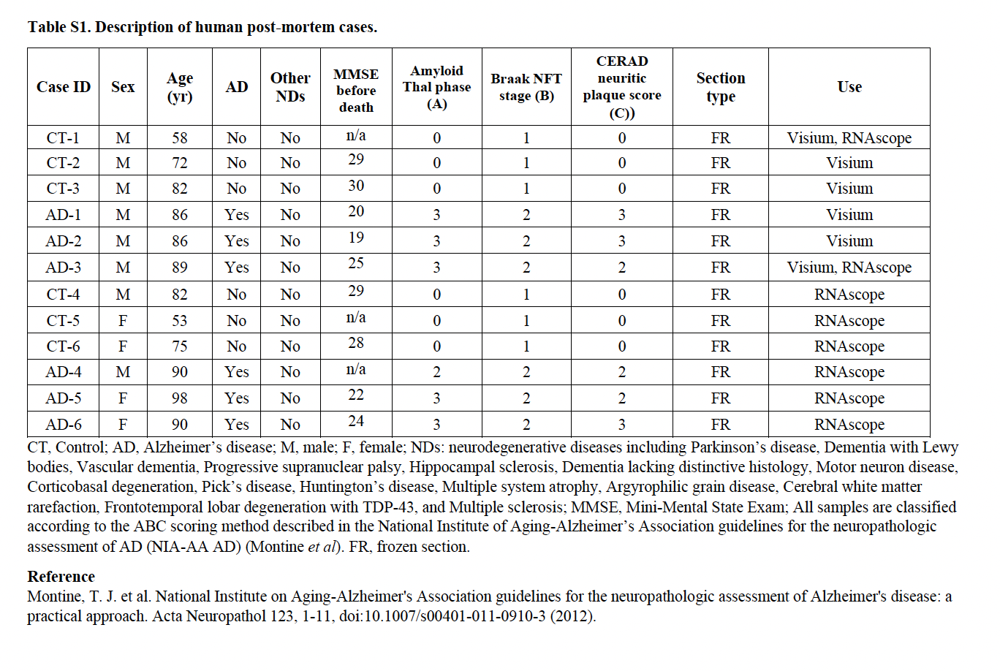 Table S1. Description of human post-mortem cases.
Case ID Sex Age (yr) AD Other NDs MMSE before death Amyloid Thal phase (A) Braak NFT stage (B) CERAD neuritic plaque score (C)) Section type Use
CT-1 M 58 No No n/a 0 1 0 FR Visium, RNAscope
CT-2 M 72 No No 29 0 1 0 FR Visium
CT-3 M 82 No No 30 0 1 0 FR Visium
AD-1 M 86 Yes No 20 3 2 3 FR Visium
AD-2 M 86 Yes No 19 3 2 3 FR Visium
AD-3 M 89 Yes No 25 3 2 2 FR Visium, RNAscope
CT-4 M 82 No No 29 0 1 0 FR RNAscope
CT-5 F 53 No No n/a 0 1 0 FR RNAscope
CT-6 F 75 No No 28 0 1 0 FR RNAscope
AD-4 M 90 Yes No n/a 2 2 2 FR RNAscope
AD-5 F 98 Yes No 22 3 2 2 FR RNAscope
AD-6 F 90 Yes No 24 3 2 3 FR RNAscope
CT, Control; AD, Alzheimer’s disease; M, male; F, female; NDs: neurodegenerative diseases including Parkinson’s disease, Dementia with Lewy
bodies, Vascular dementia, Progressive supranuclear palsy, Hippocampal sclerosis, Dementia lacking distinctive histology, Motor neuron disease,
Corticobasal degeneration, Pick’s disease, Huntington’s disease, Multiple system atrophy, Argyrophilic grain disease, Cerebral white matter
rarefaction, Frontotemporal lobar degeneration with TDP-43, and Multiple sclerosis; MMSE, Mini-Mental State Exam; All samples are classified
according to the ABC scoring method described in the National Institute of Aging-Alzheimer’s Association guidelines for the neuropathologic
assessment of AD (NIA-AA AD) (Montine et al). FR, frozen section.
Reference
Montine, T. J. et al. National Institute on Aging-Alzheimer's Association guidelines for the neuropathologic assessment of Alzheimer's disease: a
practical approach. Acta Neuropathol 123, 1-11, doi:10.1007/s00401-011-0910-3 (2012).